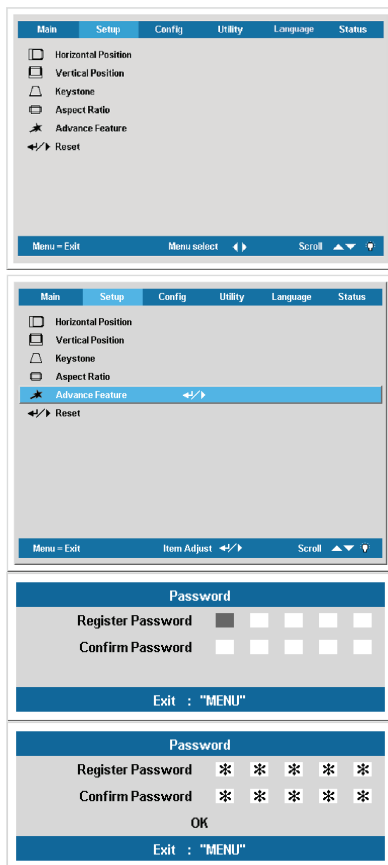 Main Setup Config Utility Language Status
Horizontal Position
Vertical Position
Keystone
Aspect Ratio
Advance Feature
Reset
Menu = Exit Menu select Scroll
Main Setup Config Utility Language Status
Horizontal Position
Vertical Position
Keystone
Aspect Ratio
Advance Feature
Reset
Menu = Exit Item Adjust Scroll
Password
Register Password
Confirm Password
Exit : "MENU"
Password
Register Password * * * * *
Confirm Password * * * * *
OK
Exit : "MENU"